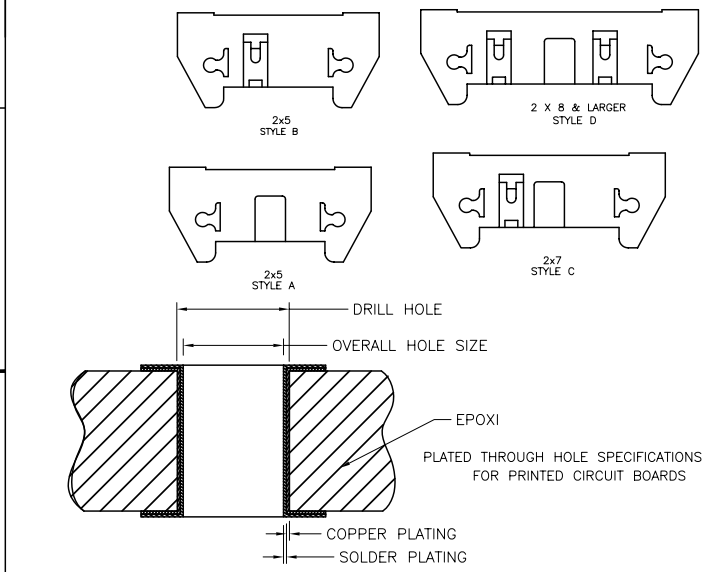 2x5
STYLE B
2 X 8 & LARGER
STYLE D
2x5
STYLE A
2x7
STYLE C
DRILL HOLE
OVERALL HOLE SIZE
EPOXI
PLATED THROUGH HOLE SPECIFICATIONS
FOR PRINTED CIRCUIT BOARDS
COPPER PLATING
SOLDER PLATING